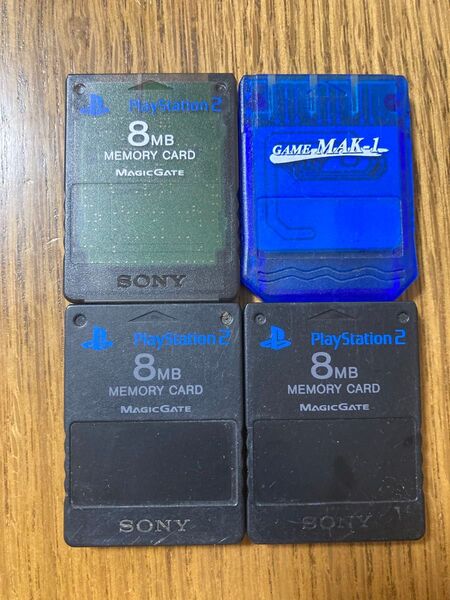 PlayStation 2
8MB
MEMORY CARD
MAGICGATE
SONY
GAME MAK-1
PlayStation 2
8MB
MEMORY CARD
MAGICGATE
SONY
PlayStation 2
8MB
MEMORY CARD
MAGICGATE
SONY